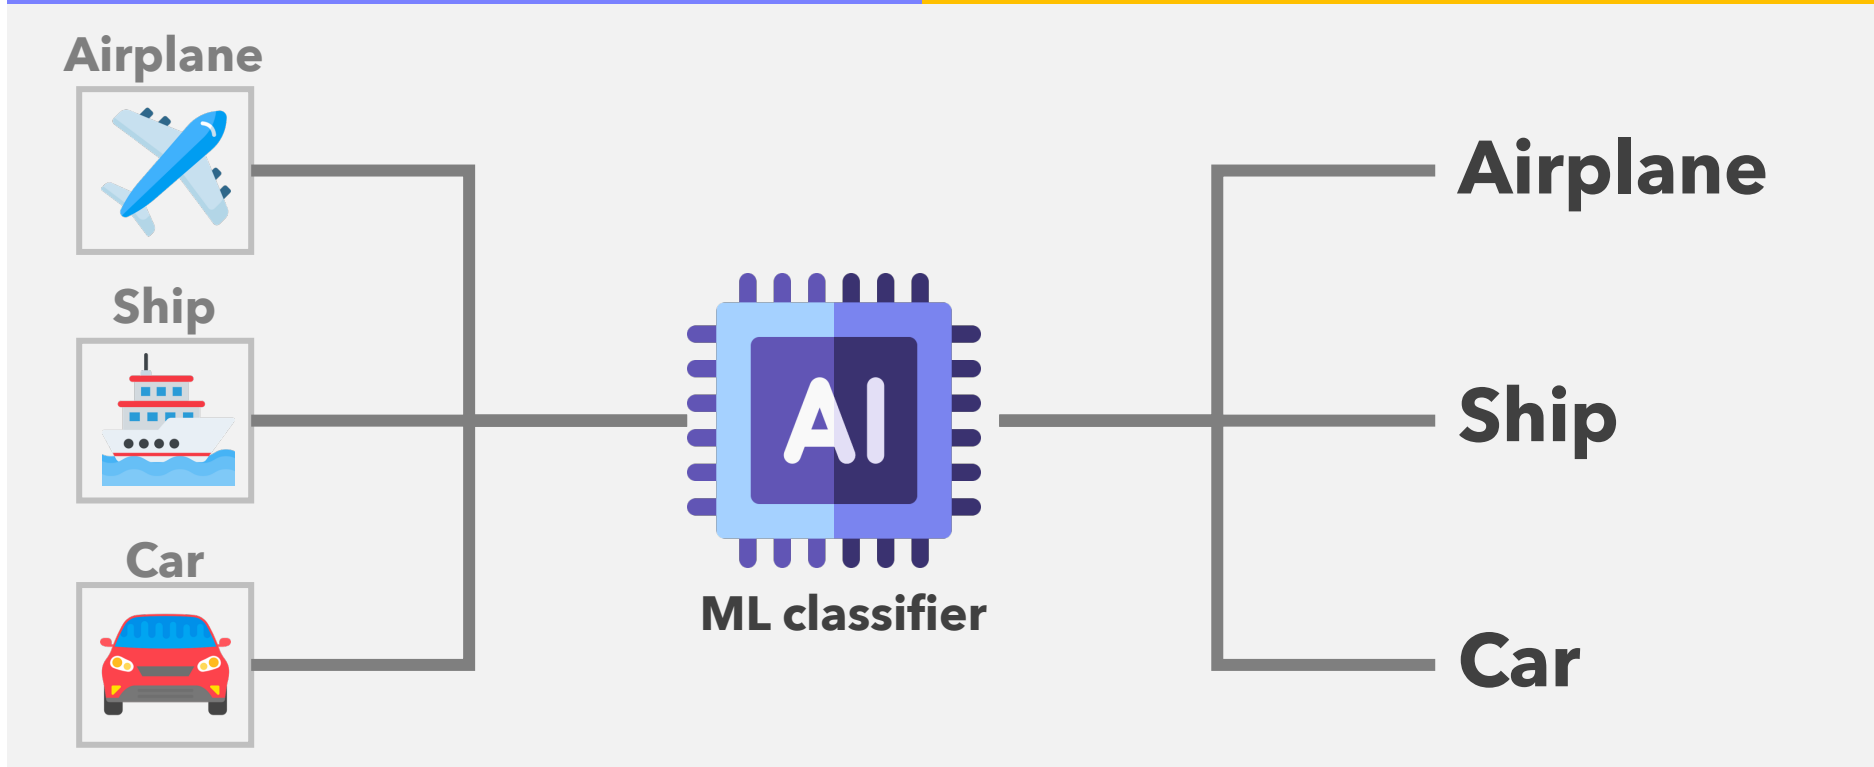 Airplane
Ship
Car
AI
ML classifier
Airplane
Ship
Car